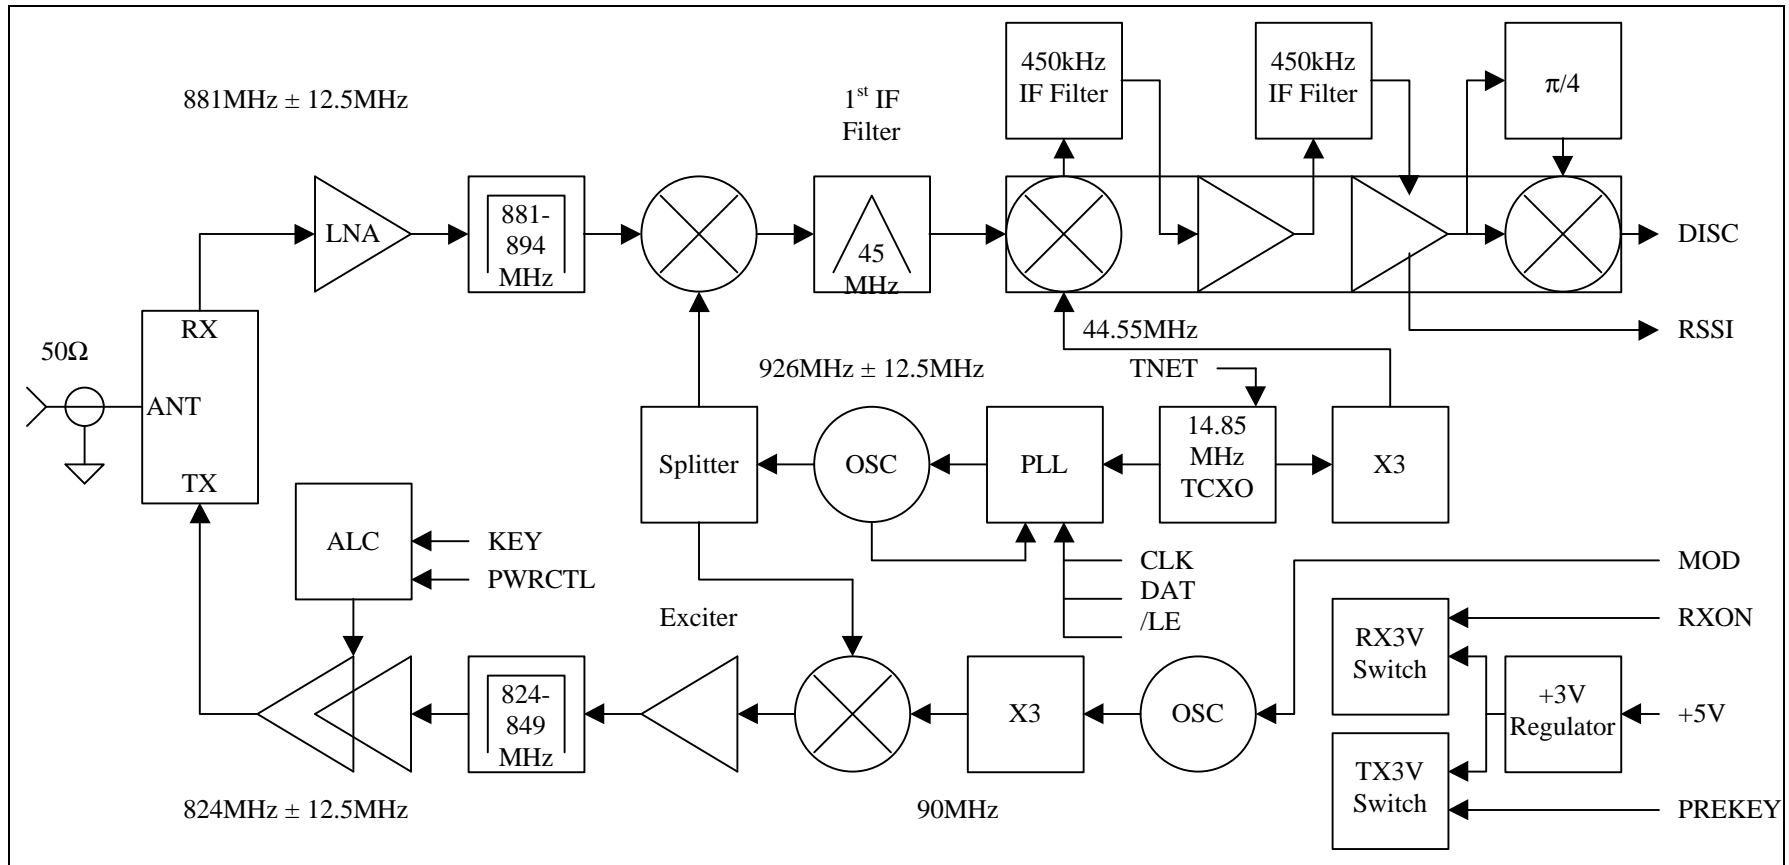 881MHz ± 12.5MHz
1st IF
Filter
450kHz
IF Filter
450kHz
IF Filter
π/4
LNA
881-
894
MHz
45
MHz
DISC
RX
50Ω
ANT
TX
44.55MHz
RSSI
926MHz ± 12.5MHz
TNET
Splitter
OSC
PLL
14.85
MHz
TCXO
X3
ALC
KEY
PWRCTL
CLK
DAT
/LE
MOD
Exciter
RXON
RX3V
Switch
824-
849
MHz
X3
OSC
+3V
Regulator
+5V
TX3V
Switch
824MHz ± 12.5MHz
90MHz
PREKEY